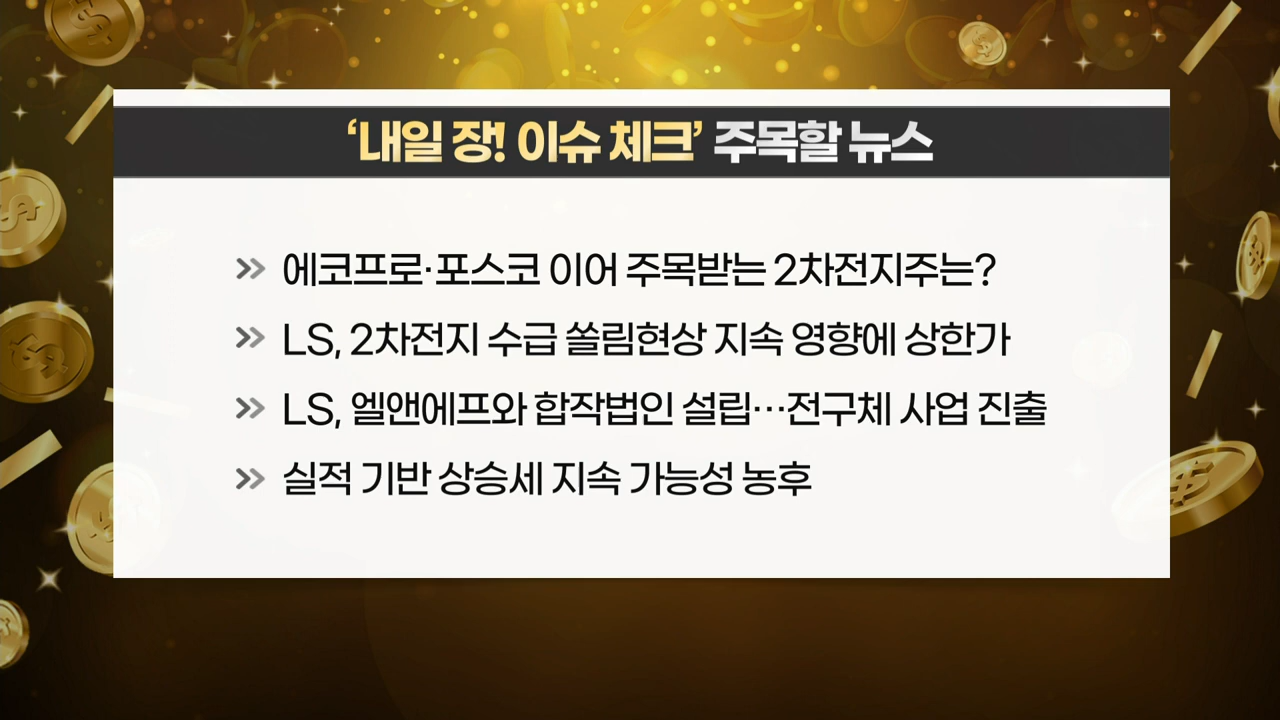 ‘내일 장! 이슈 체크’ 주목할 뉴스
» 에코프로·포스코 이어 주목받는 2차전지주는?
» LS, 2차전지 수급 쏠림현상 지속 영향에 상한가
» LS, 엘앤에프와 합작법인 설립…전구체 사업 진출
» 실적 기반 상승세 지속 가능성 농후